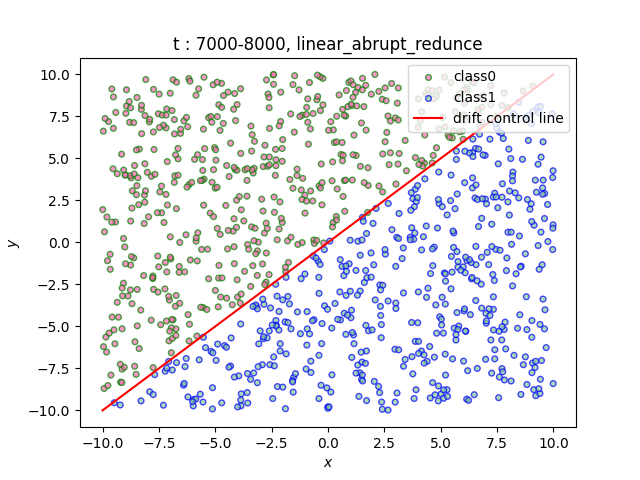 t : 7000-8000, linear_abrupt_redunce
class0
class1
drift control line
10.0
7.5
5.0
2.5
0.0
−2.5
−5.0
−7.5
−10.0
y
−10.0 −7.5 −5.0 −2.5 0.0 2.5 5.0 7.5 10.0
x